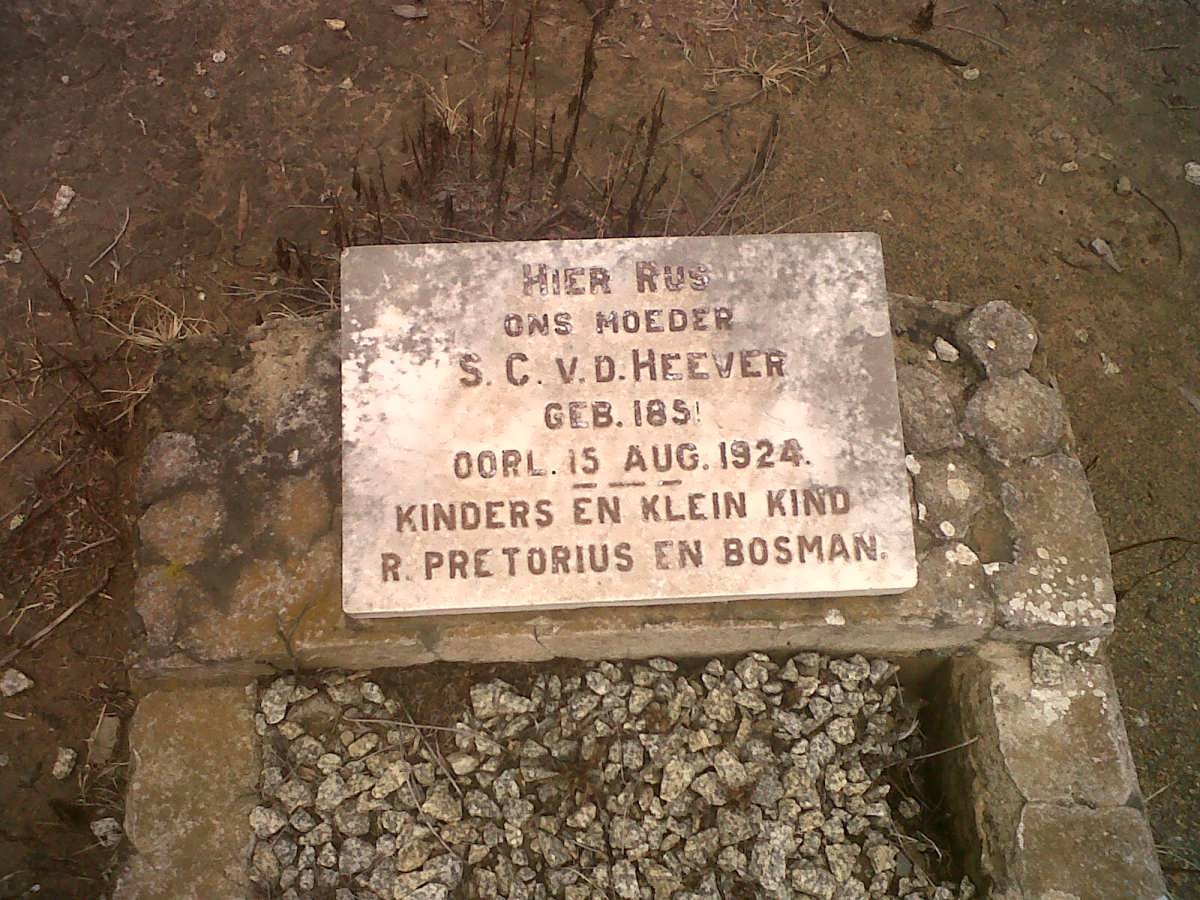 HIER RUS
ONS MOEDER
S. C. V. D. HEEVER
GEB. 1851
OORL. 15 AUG. 1924.
KINDERS EN KLEIN KIND
R. PRETORIUS EN BOSMAN.